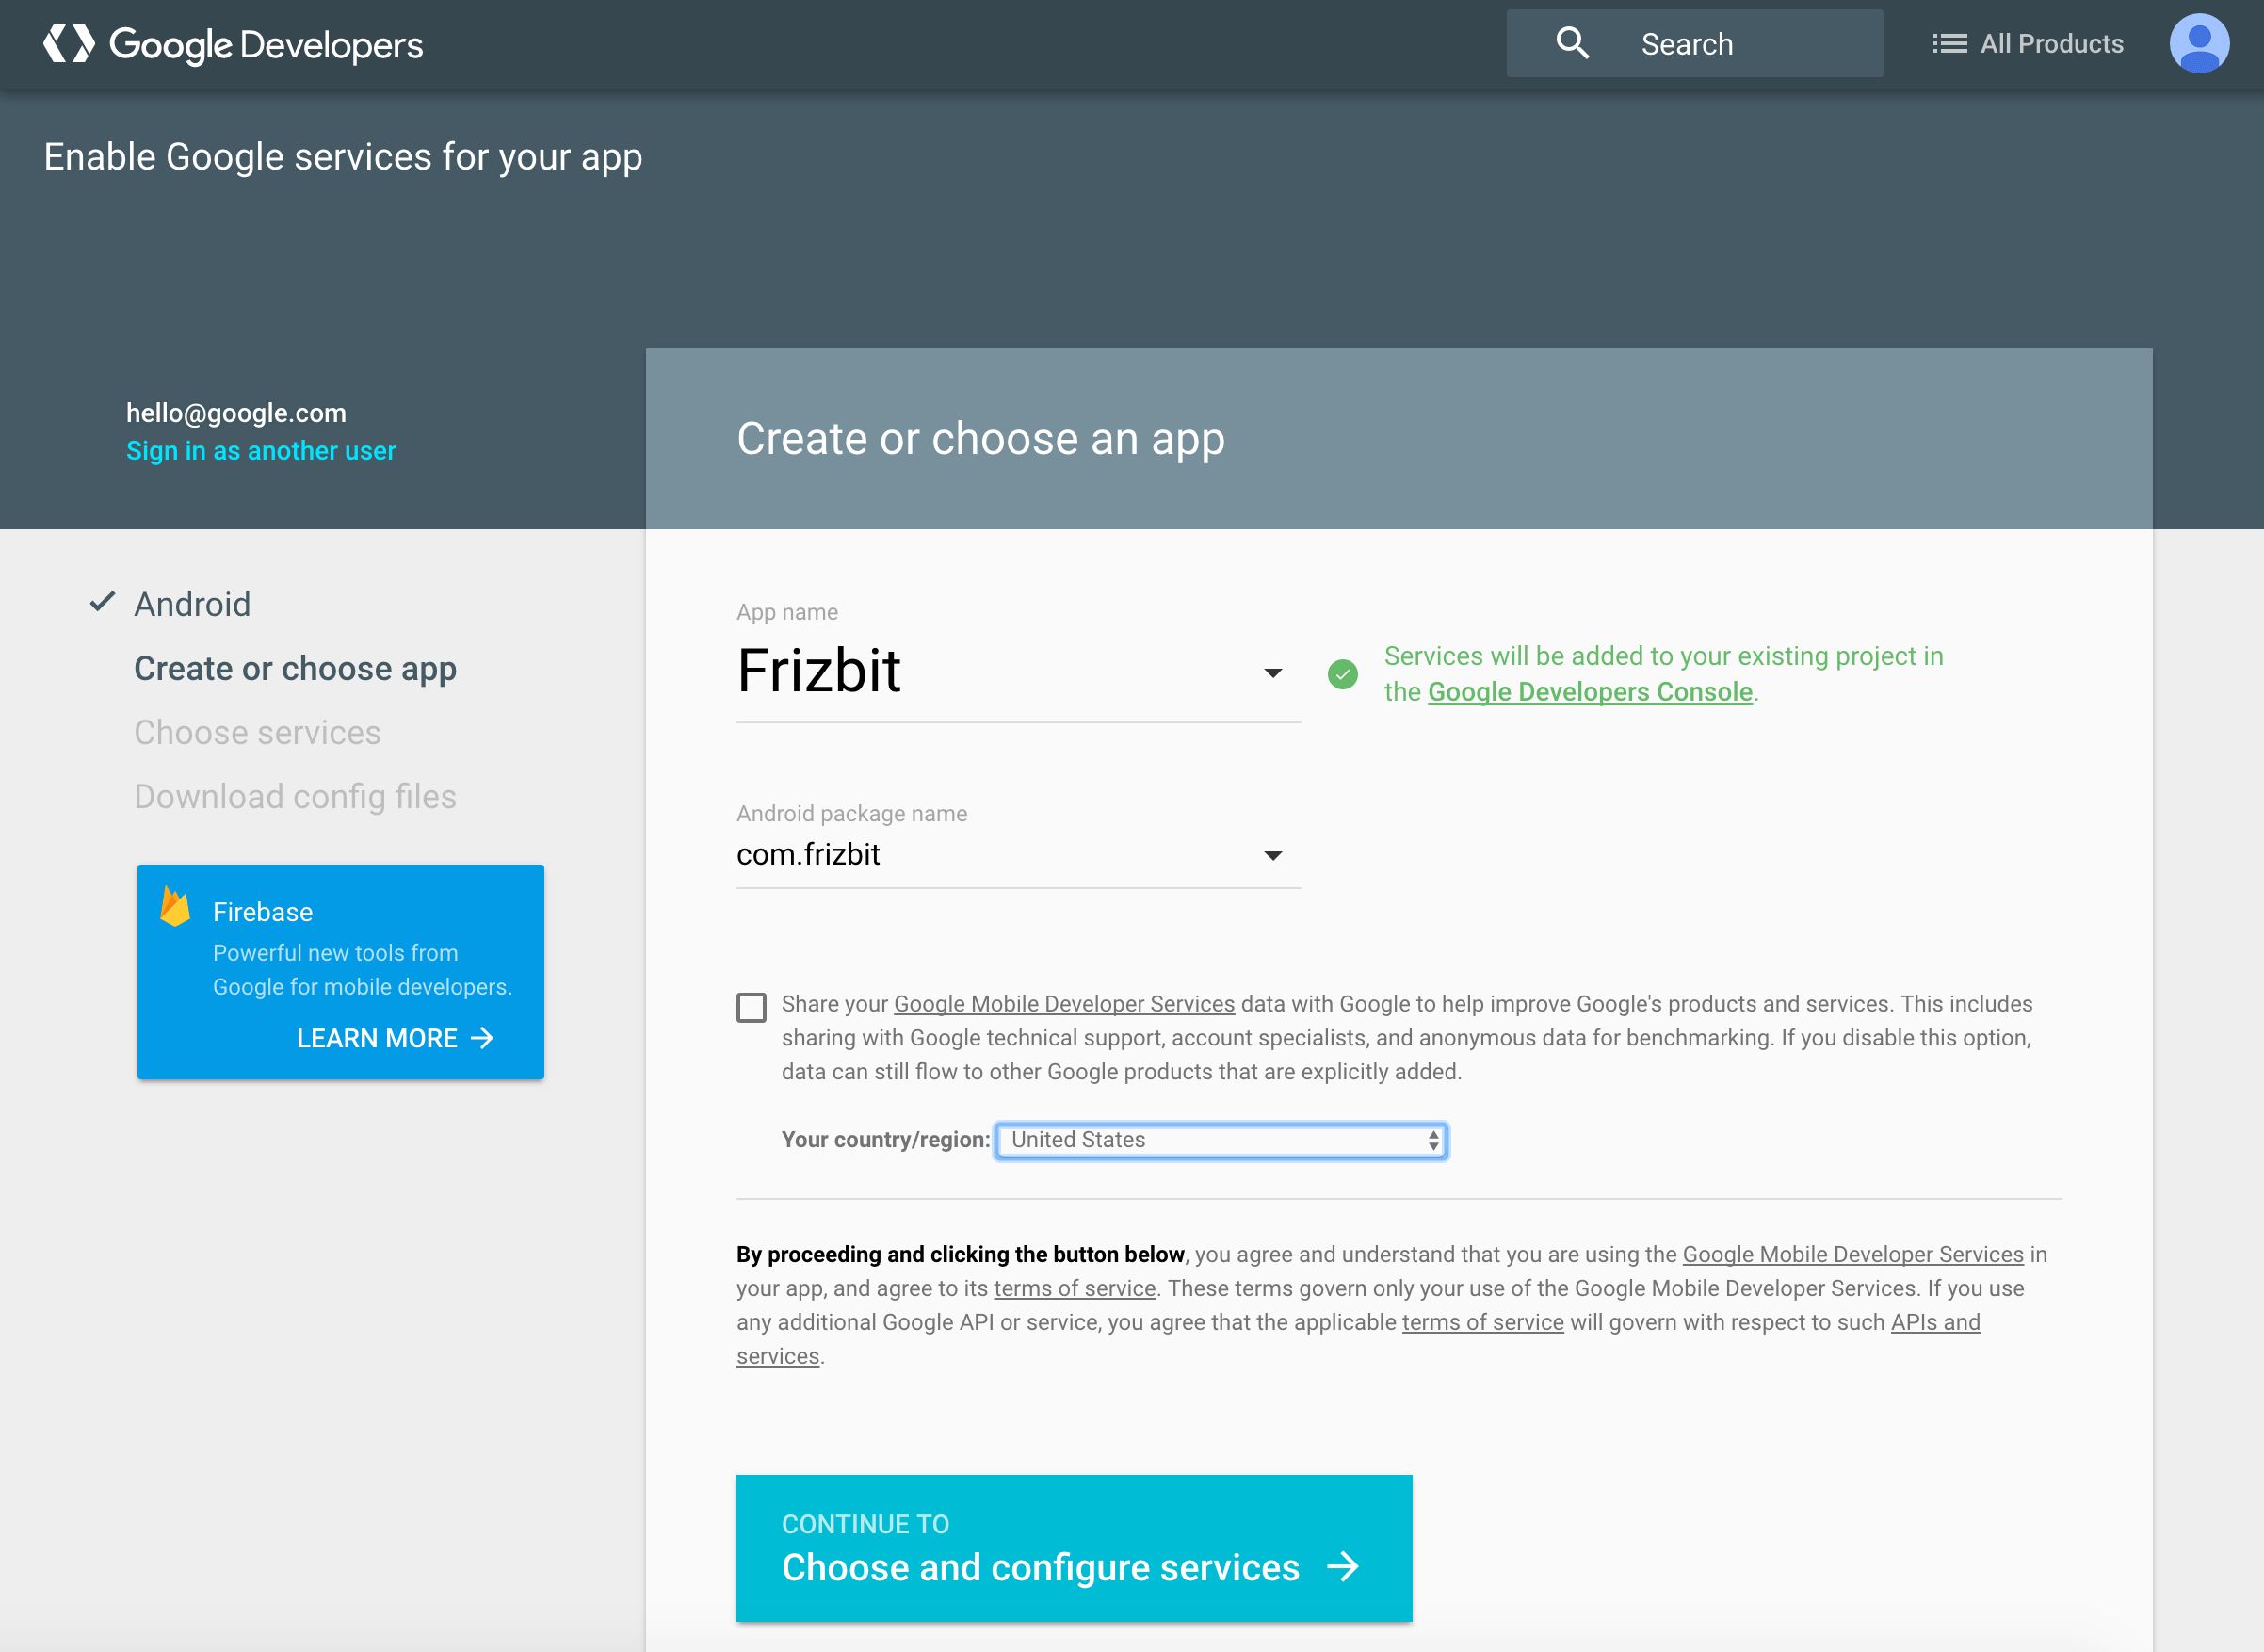 Google Developers
Search
All Products
Enable Google services for your app
hello@google.com
Sign in as another user
Create or choose an app
Android
Create or choose app
Choose services
Download config files
Firebase
Powerful new tools from
Google for mobile developers.
LEARN MORE
App name
Frizbit
Services will be added to your existing project in
the Google Developers Console.
Android package name
com.frizbit
Share your Google Mobile Developer Services data with Google to help improve Google's products and services. This includes
sharing with Google technical support, account specialists, and anonymous data for benchmarking. If you disable this option,
data can still flow to other Google products that are explicitly added.
Your country/region: United States
By proceeding and clicking the button below, you agree and understand that you are using the Google Mobile Developer Services in
your app, and agree to its terms of service. These terms govern only your use of the Google Mobile Developer Services. If you use
any additional Google API or service, you agree that the applicable terms of service will govern with respect to such APIs and
services.
CONTINUE TO
Choose and configure services